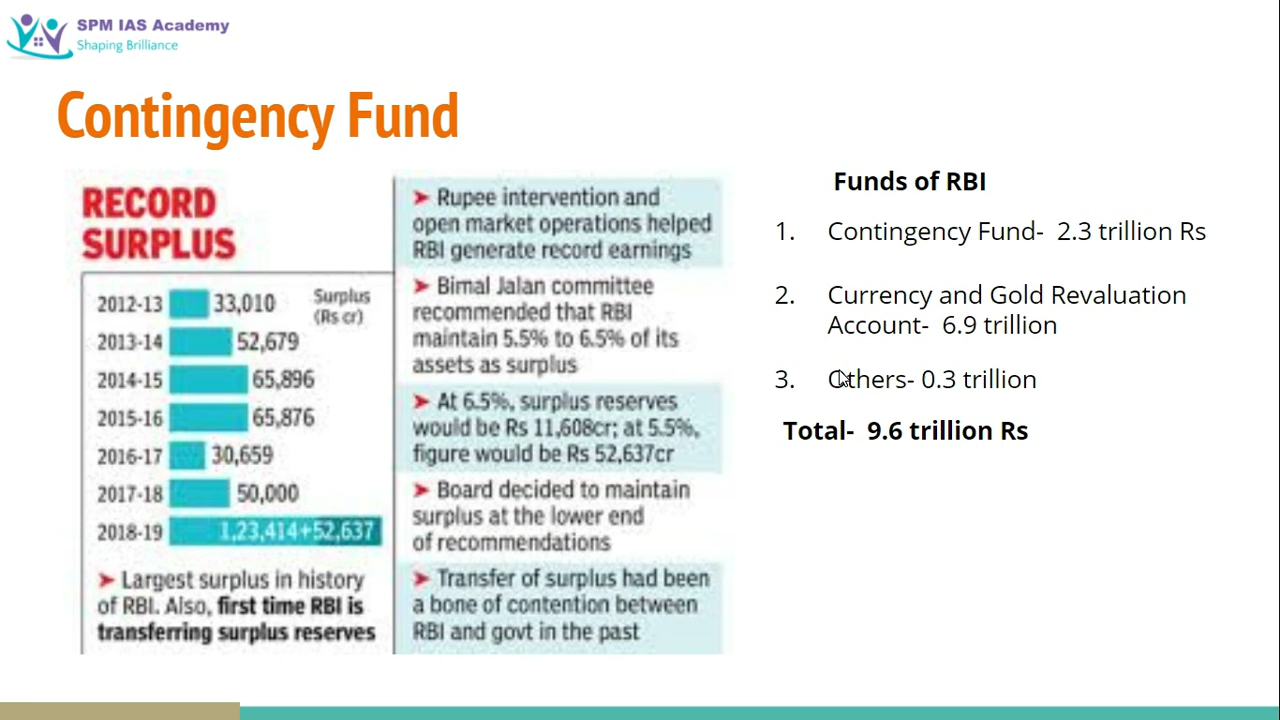 SPM IAS Academy
Shaping Brilliance
Contingency Fund
RECORD
SURPLUS
Surplus
(Rs cr)
2012-13 33,010
2013-14 52,679
2014-15 65,896
2015-16 65,876
2016-17 30,659
2017-18 50,000
2018-19 1,23,414+52,637
➤ Largest surplus in history
of RBI. Also, first time RBI is
transferring surplus reserves
➤ Rupee intervention and
open market operations helped
RBI generate record earnings
➤ Bimal Jalan committee
recommended that RBI
maintain 5.5% to 6.5% of its
assets as surplus
➤ At 6.5%, surplus reserves
would be Rs 11,608cr; at 5.5%,
figure would be Rs 52,637cr
➤ Board decided to maintain
surplus at the lower end
of recommendations
➤ Transfer of surplus had been
a bone of contention between
RBI and govt in the past
Funds of RBI
1. Contingency Fund- 2.3 trillion Rs
2. Currency and Gold Revaluation
Account- 6.9 trillion
3. Others- 0.3 trillion
Total- 9.6 trillion Rs